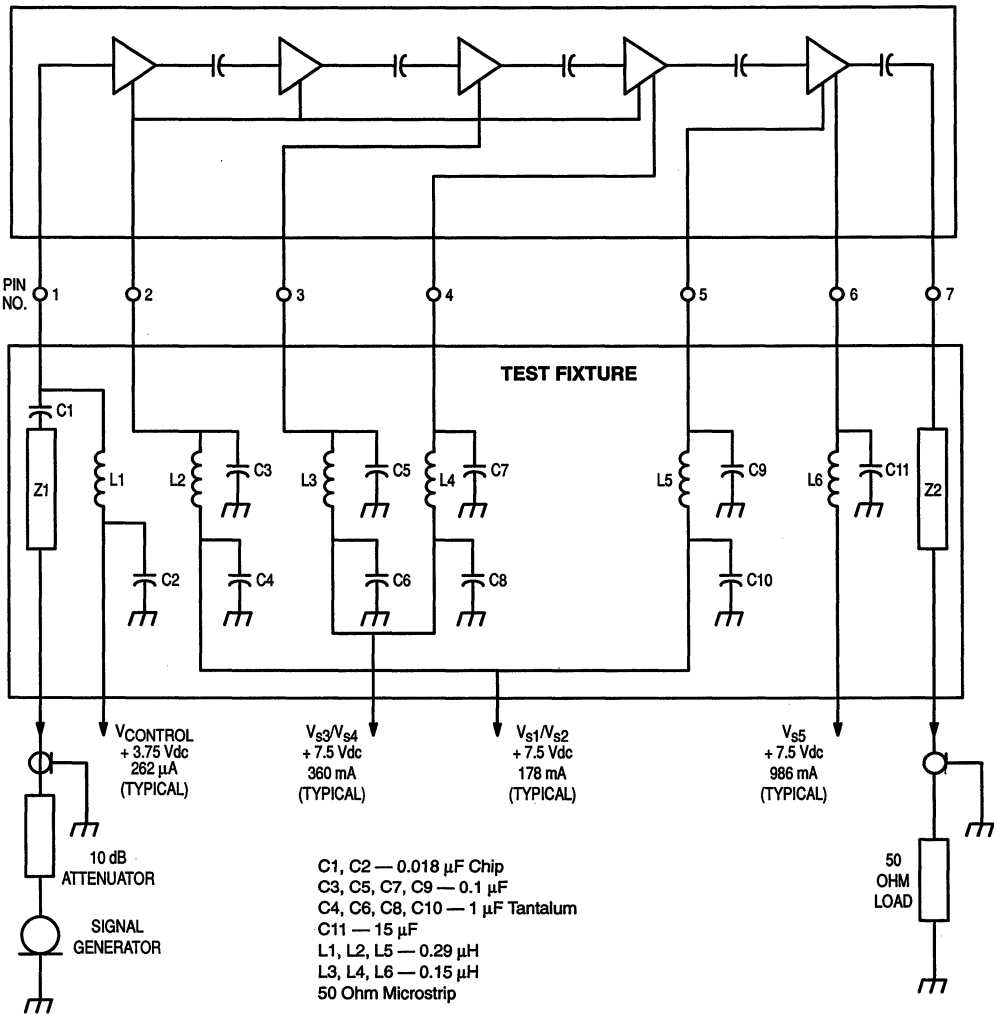 PIN
NO.
1
2
3
4
5
6
7
TEST FIXTURE
C1
Z1
L1
L2
C3
L3
C5
L4
C7
L5
C9
L6
C11
Z2
C2
C4
C6
C8
C10
VCONTROL
+ 3.75 Vdc
262 µA
(TYPICAL)
Vs3/Vs4
+ 7.5 Vdc
360 mA
(TYPICAL)
Vs1/Vs2
+ 7.5 Vdc
178 mA
(TYPICAL)
Vs5
+ 7.5 Vdc
986 mA
(TYPICAL)
10 dB
ATTENUATOR
SIGNAL
GENERATOR
C1, C2 — 0.018 µF Chip
C3, C5, C7, C9 — 0.1 µF
C4, C6, C8, C10 — 1 µF Tantalum
C11 — 15 µF
L1, L2, L5 — 0.29 µH
L3, L4, L6 — 0.15 µH
50 Ohm Microstrip
50
OHM
LOAD